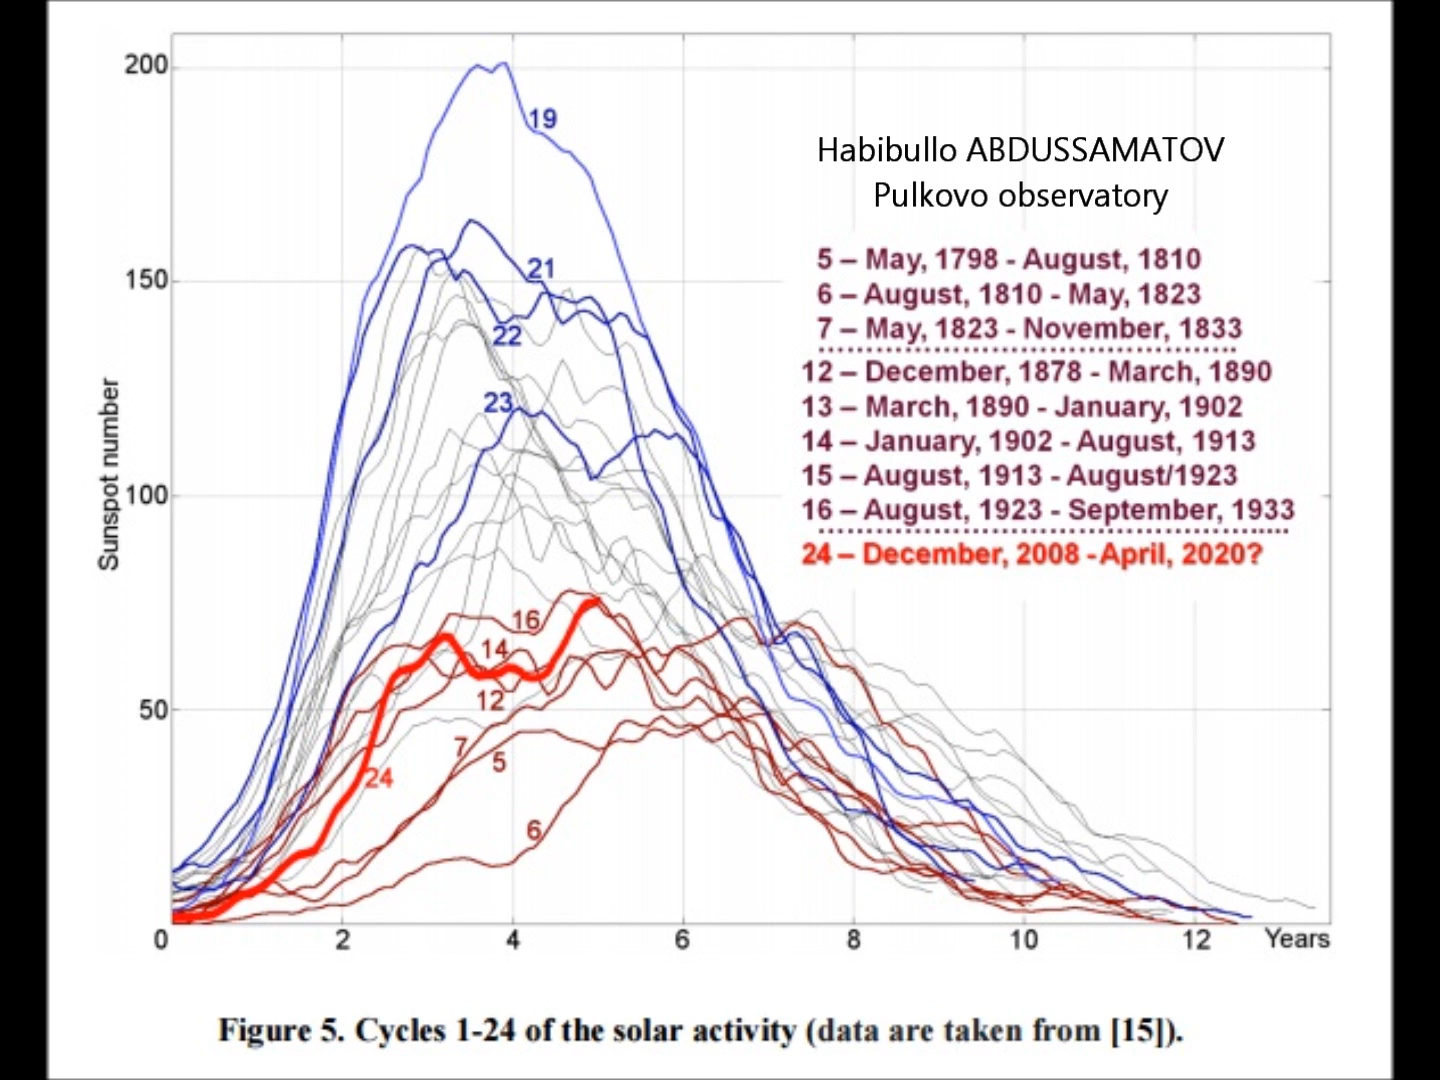 200
150
100
50
0
2
4
6
8
10
12
Years
Sunspot number
19
21
22
23
16
14
12
7
5
24
6
Habibullo ABDUSSAMATOV
Pulkovo observatory
5 – May, 1798 - August, 1810
6 – August, 1810 - May, 1823
7 – May, 1823 - November, 1833
12 – December, 1878 - March, 1890
13 – March, 1890 - January, 1902
14 – January, 1902 - August, 1913
15 – August, 1913 - August/1923
16 – August, 1923 - September, 1933
24 – December, 2008 - April, 2020?
Figure 5. Cycles 1-24 of the solar activity (data are taken from [15]).